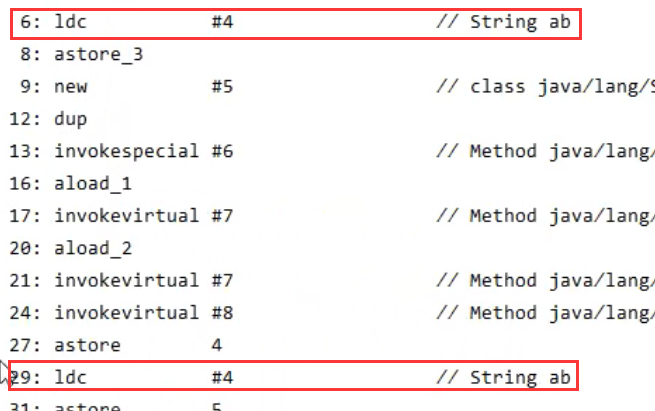 6: ldc #4 // String ab
8: astore_3
9: new #5 // class java/lang/S
12: dup
13: invokespecial #6 // Method java/lang/
16: aload_1
17: invokevirtual #7 // Method java/lang/
20: aload_2
21: invokevirtual #7 // Method java/lang/
24: invokevirtual #8 // Method java/lang/
27: astore 4
29: ldc #4 // String ab
31: astore 5